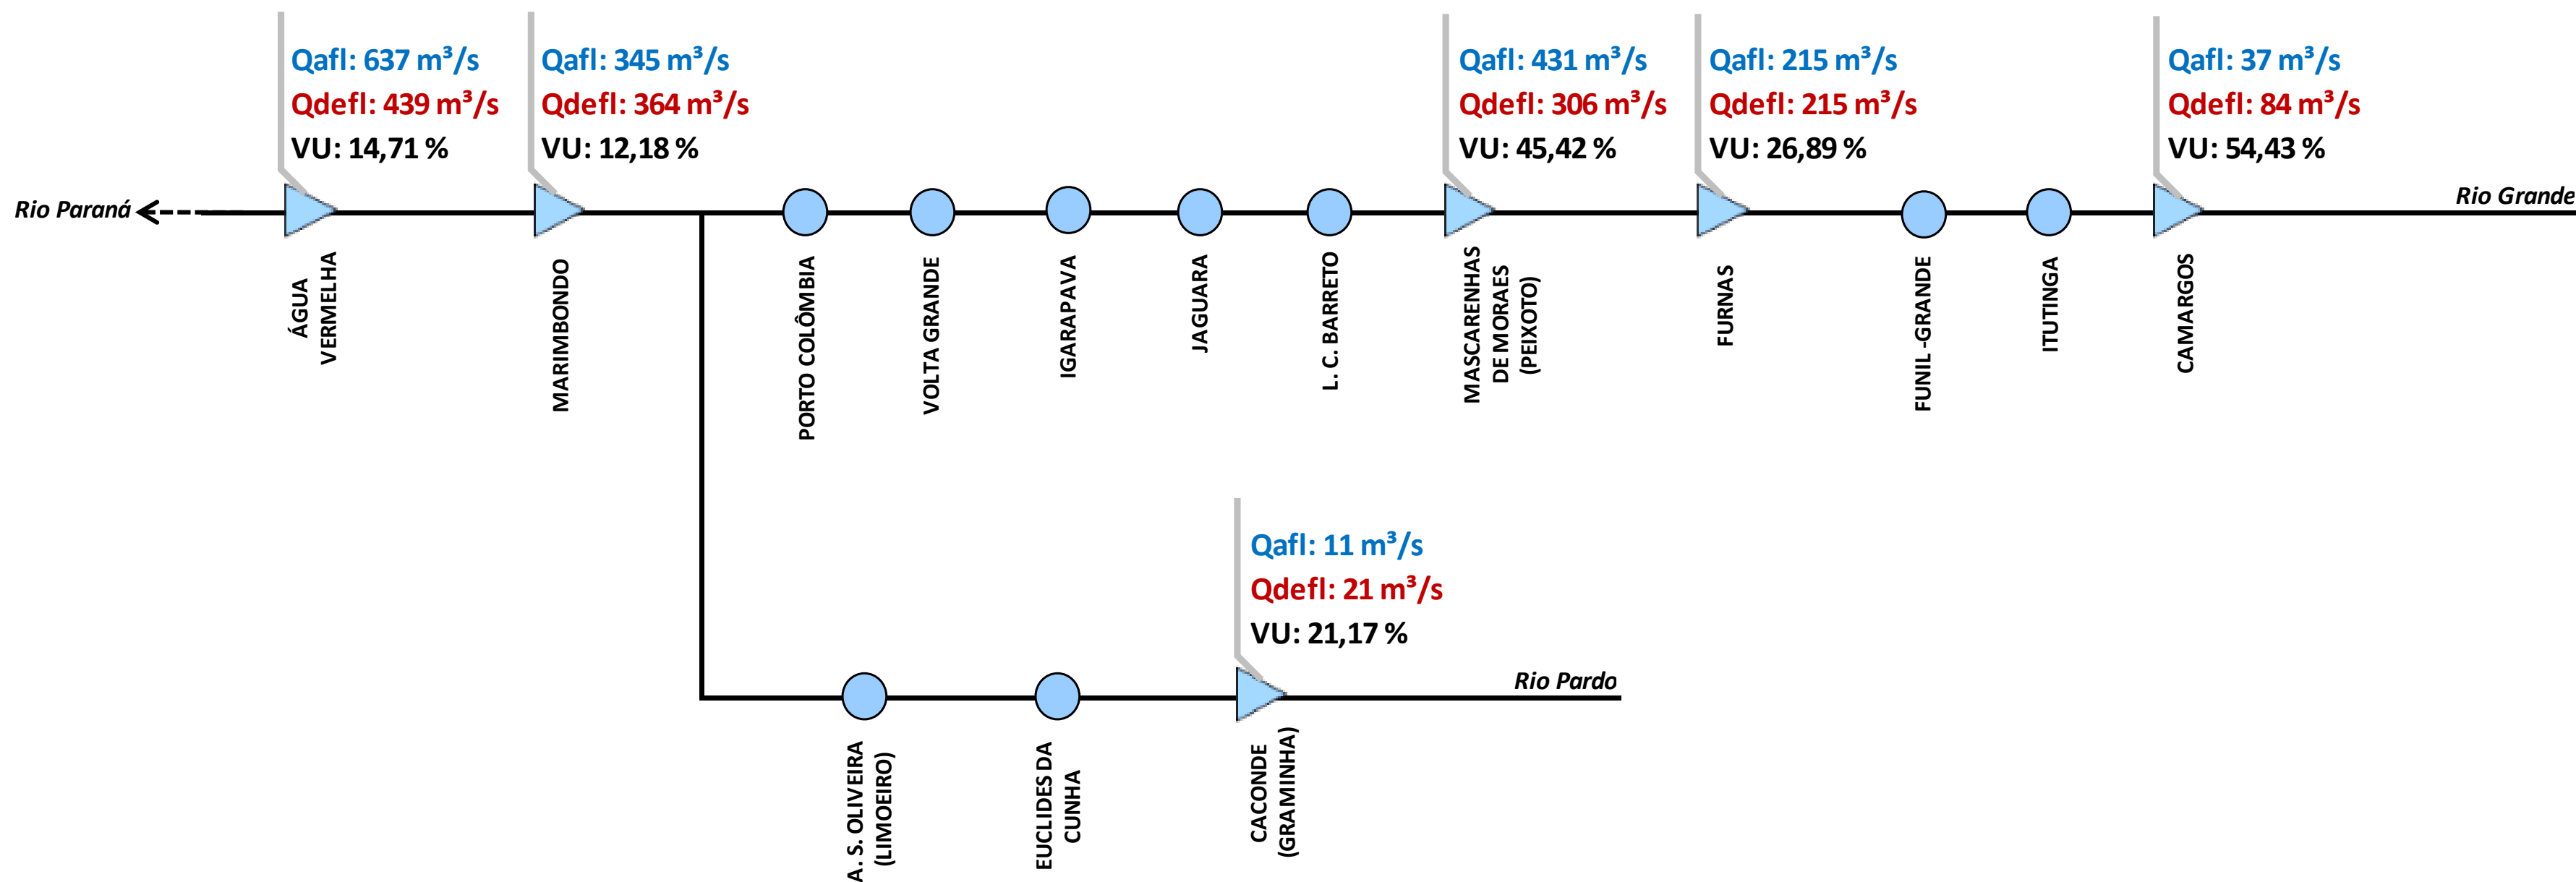 Qafl: 637 m³/s
Qdefl: 439 m³/s
VU: 14,71 %
Qafl: 345 m³/s
Qdefl: 364 m³/s
VU: 12,18 %
Qafl: 431 m³/s
Qdefl: 306 m³/s
VU: 45,42 %
Qafl: 215 m³/s
Qdefl: 215 m³/s
VU: 26,89 %
Qafl: 37 m³/s
Qdefl: 84 m³/s
VU: 54,43 %
Rio Paraná
Rio Grande
ÁGUA
VERMELHA
MARIMBONDO
PORTO COLÔMBIA
VOLTA GRANDE
IGARAPAVA
JAGUARA
L. C. BARRETO
MASCARENHAS
DE MORAES
(PEIXOTO)
FURNAS
FUNIL -GRANDE
ITUTINGA
CAMARGOS
Qafl: 11 m³/s
Qdefl: 21 m³/s
VU: 21,17 %
Rio Pardo
A. S. OLIVEIRA
(LIMOEIRO)
EUCLIDES DA
CUNHA
CACONDE
(GRAMINHA)